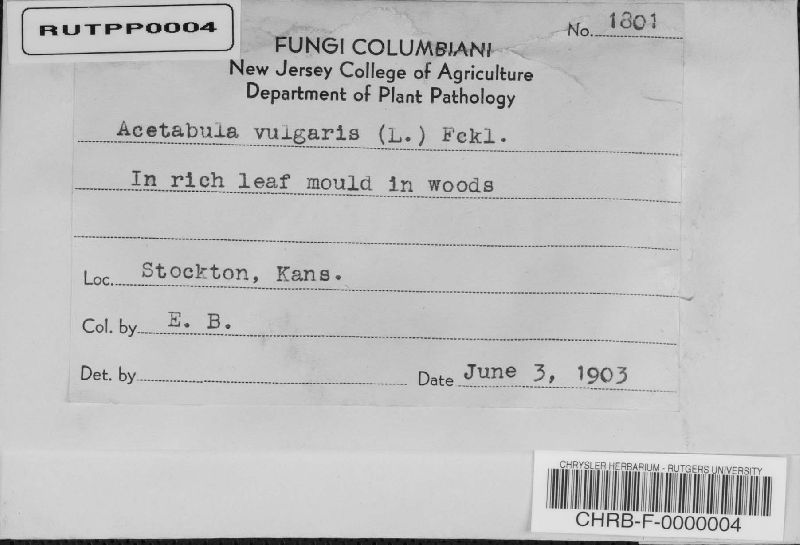 RUTPP0004
No. 1801
FUNGI COLUMBIANI
New Jersey College of Agriculture
Department of Plant Pathology
Acetabula vulgaris (L.) Fckl.
In rich leaf mould in woods
Loc. Stockton, Kans.
Col. by E. B.
Det. by
Date June 3, 1903
CHRYSLER HERBARIUM - RUTGERS UNIVERSITY
CHRB-F-0000004